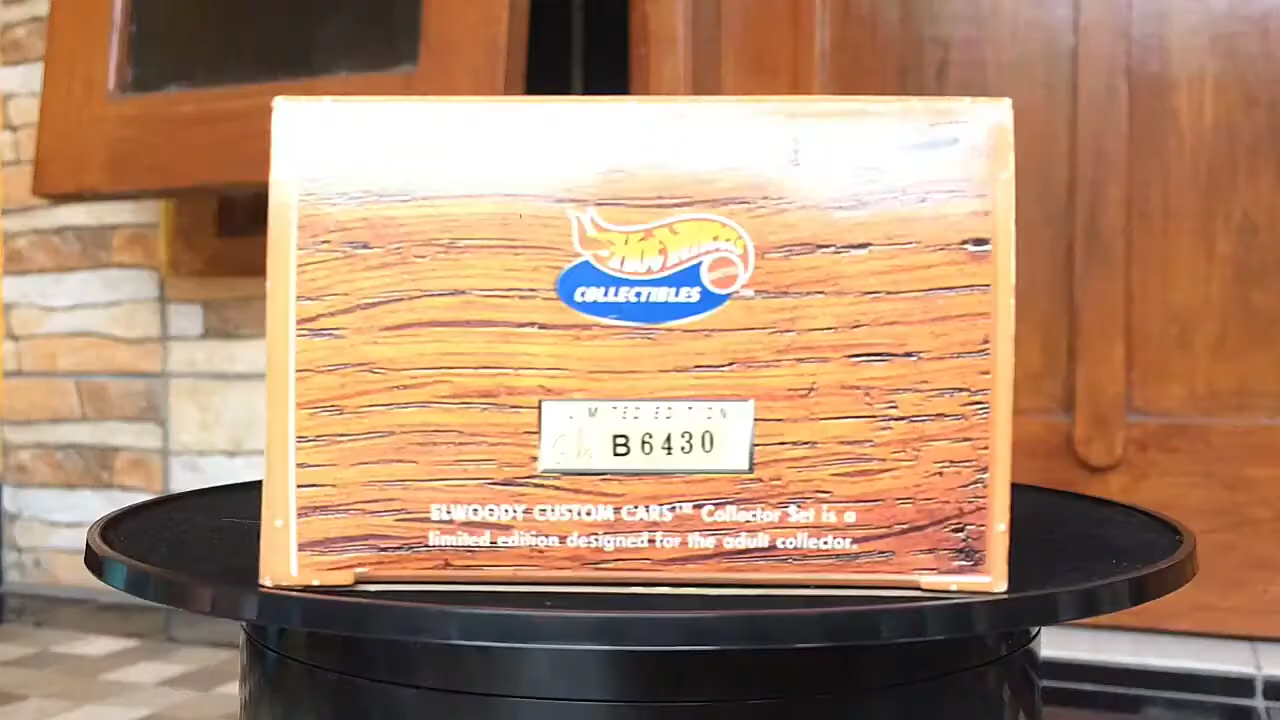 Hot Wheels
COLLECTIBLES
LIMITED EDITION
B6430
ELWOODY CUSTOM CARS™ Collector Set is a
limited edition designed for the adult collector.